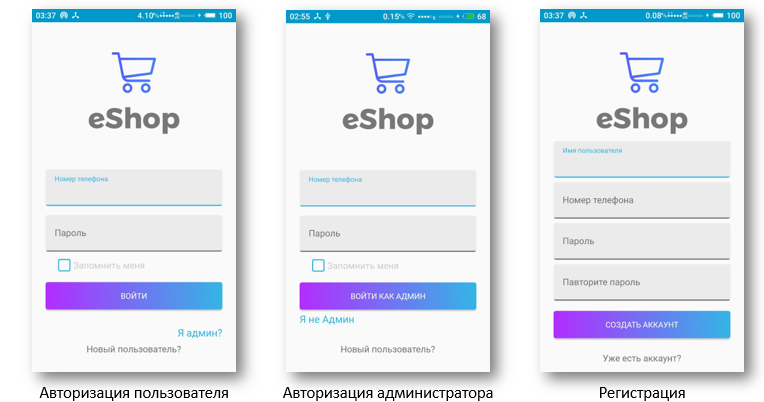 03:37 4.10% 100
eShop
Номер телефона
Пароль
Запомнить меня
ВОЙТИ
Я админ?
Новый пользователь?
Авторизация пользователя
02:55 0.15% 68
eShop
Номер телефона
Пароль
Запомнить меня
ВОЙТИ КАК АДМИН
Я не Админ
Новый пользователь?
Авторизация администратора
03:37 0.08% 100
eShop
Имя пользователя
Номер телефона
Пароль
Павторите пароль
СОЗДАТЬ АККАУНТ
Уже есть аккаунт?
Регистрация